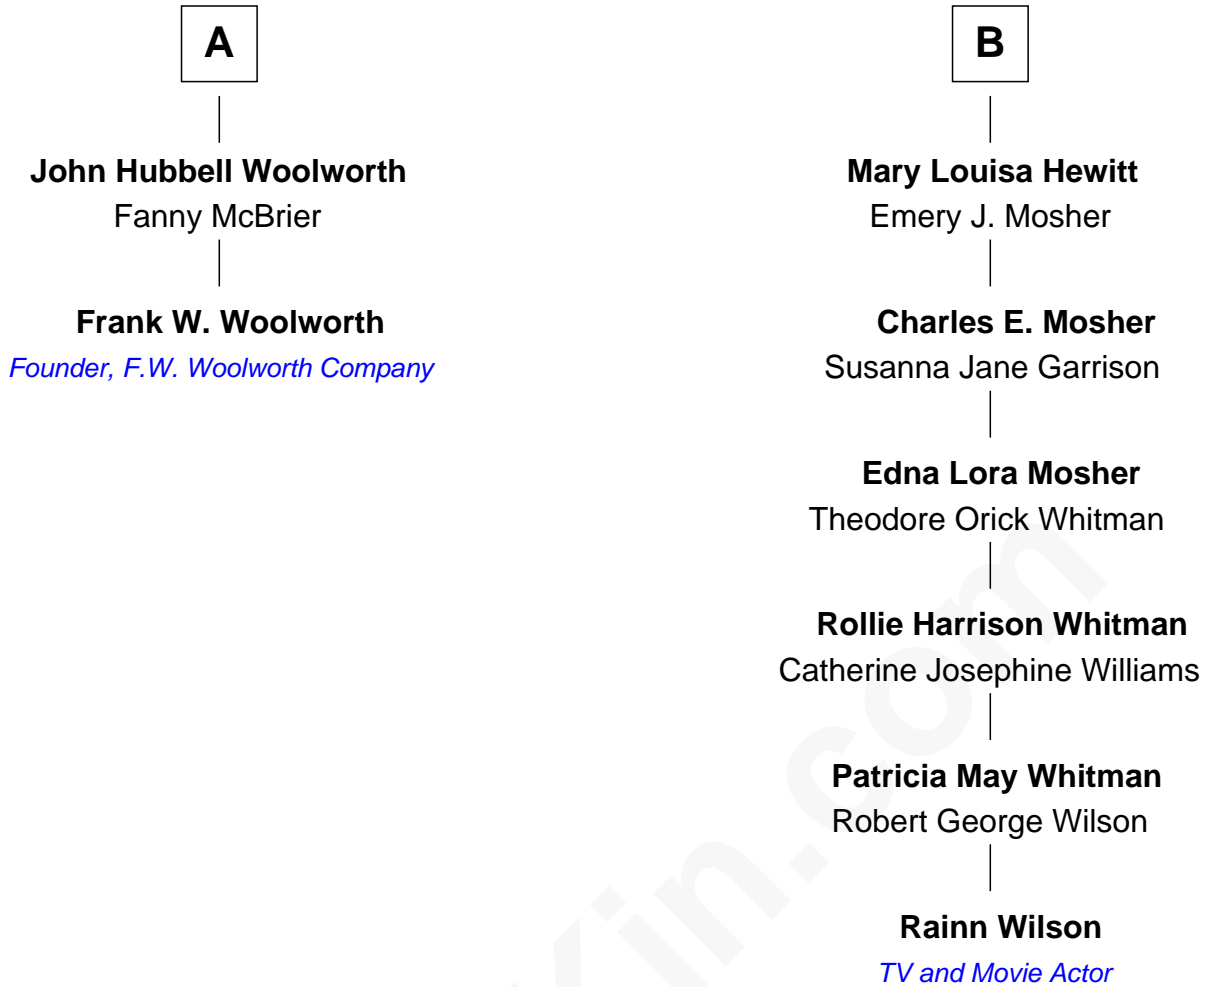 A
John Hubbell Woolworth
Fanny McBrier
Frank W. Woolworth
Founder, F.W. Woolworth Company
B
Mary Louisa Hewitt
Emery J. Mosher
Charles E. Mosher
Susanna Jane Garrison
Edna Lora Mosher
Theodore Orick Whitman
Rollie Harrison Whitman
Catherine Josephine Williams
Patricia May Whitman
Robert George Wilson
Rainn Wilson
TV and Movie Actor
Kin.com